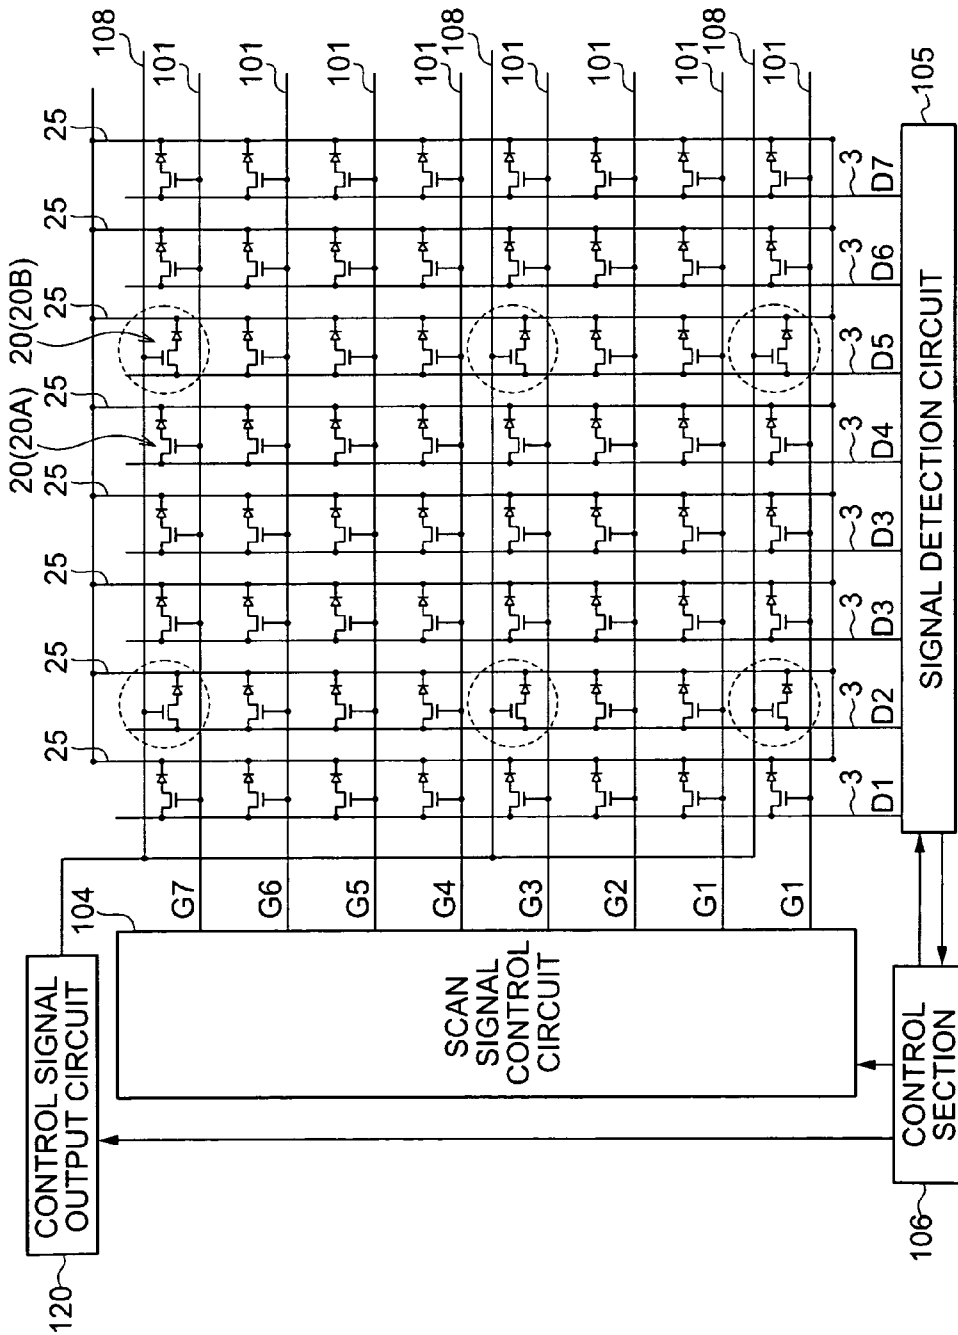 108
101
101
101
101
108
101
101
101
108
101
25
25
25
25
25
25
25
25
20(20B)
20(20A)
104
G7
G6
G5
G4
G3
G2
G1
G1
3
D7
3
D6
3
D5
3
D4
3
D3
3
D3
3
D2
3
D1
105
SIGNAL DETECTION CIRCUIT
SCAN
SIGNAL
CONTROL
CIRCUIT
CONTROL SIGNAL
OUTPUT CIRCUIT
120
CONTROL
SECTION
106